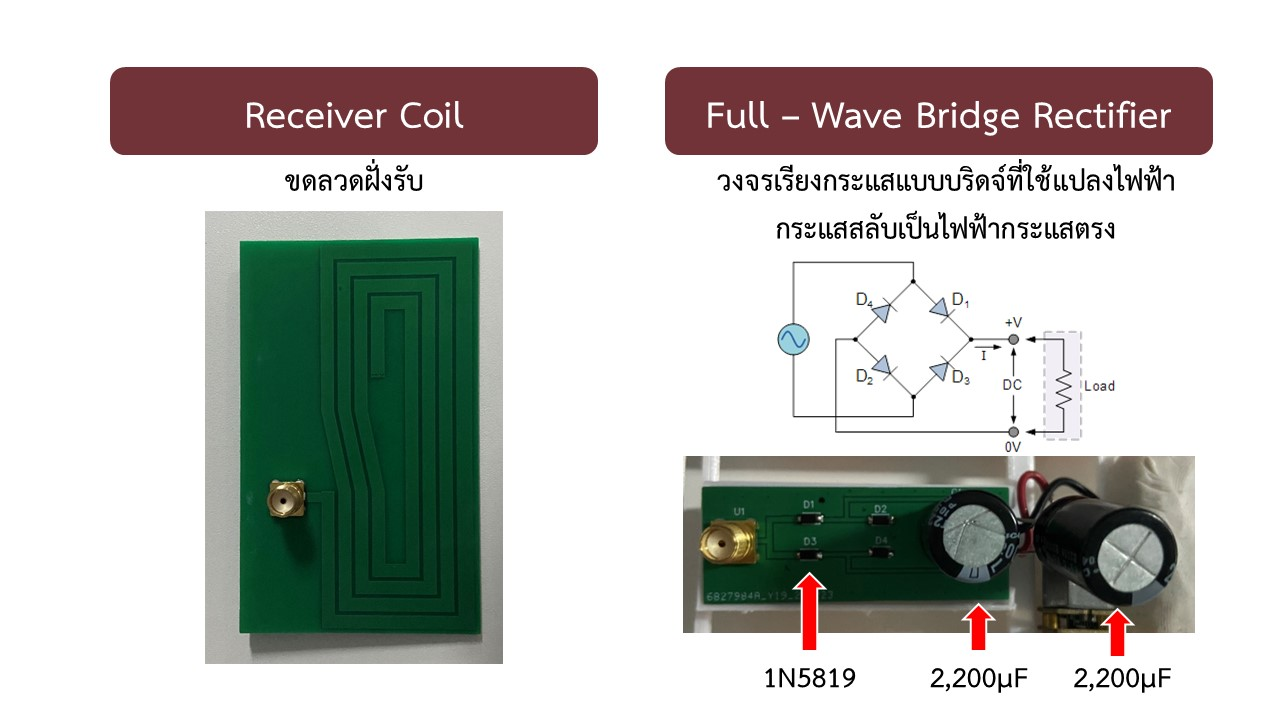 Receiver Coil
ขดลวดฝั่งรับ
Full – Wave Bridge Rectifier
วงจรเรียงกระแสแบบบริดจ์ที่ใช้แปลงไฟฟ้า
กระแสสลับเป็นไฟฟ้ากระแสตรง
D4
D1
D2
D3
+V
I
DC
Load
0V
U1
D1
D2
D3
D4
1N5819
2,200µF
2,200µF